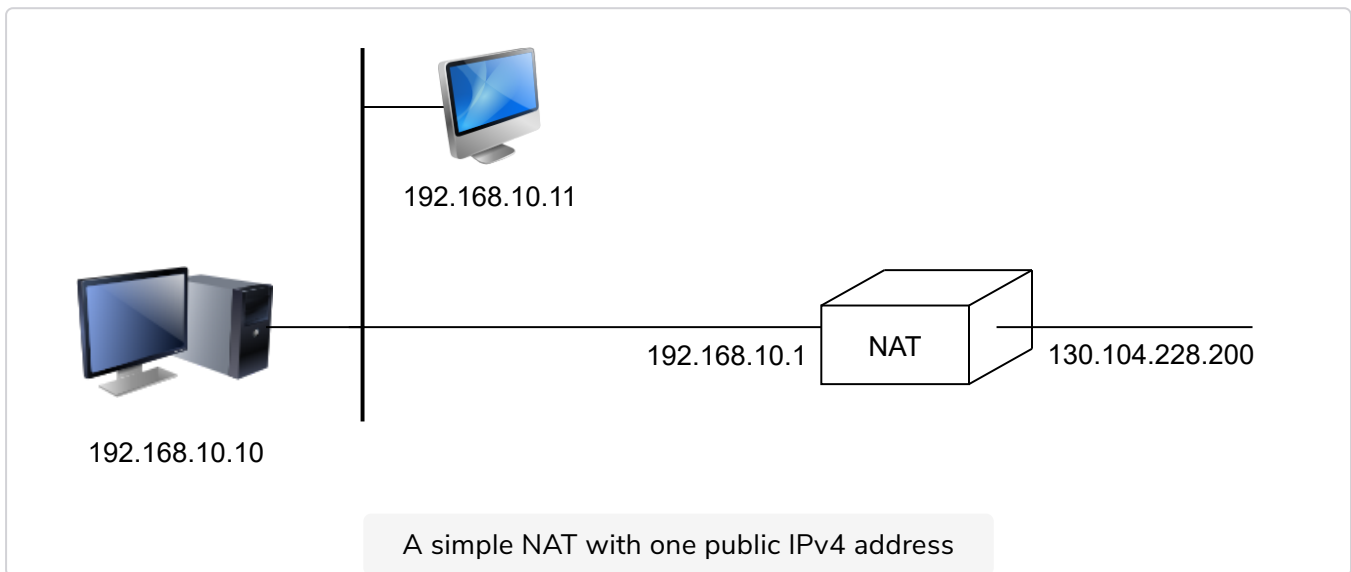 192.168.10.11
192.168.10.1
NAT
130.104.228.200
192.168.10.10
A simple NAT with one public IPv4 address